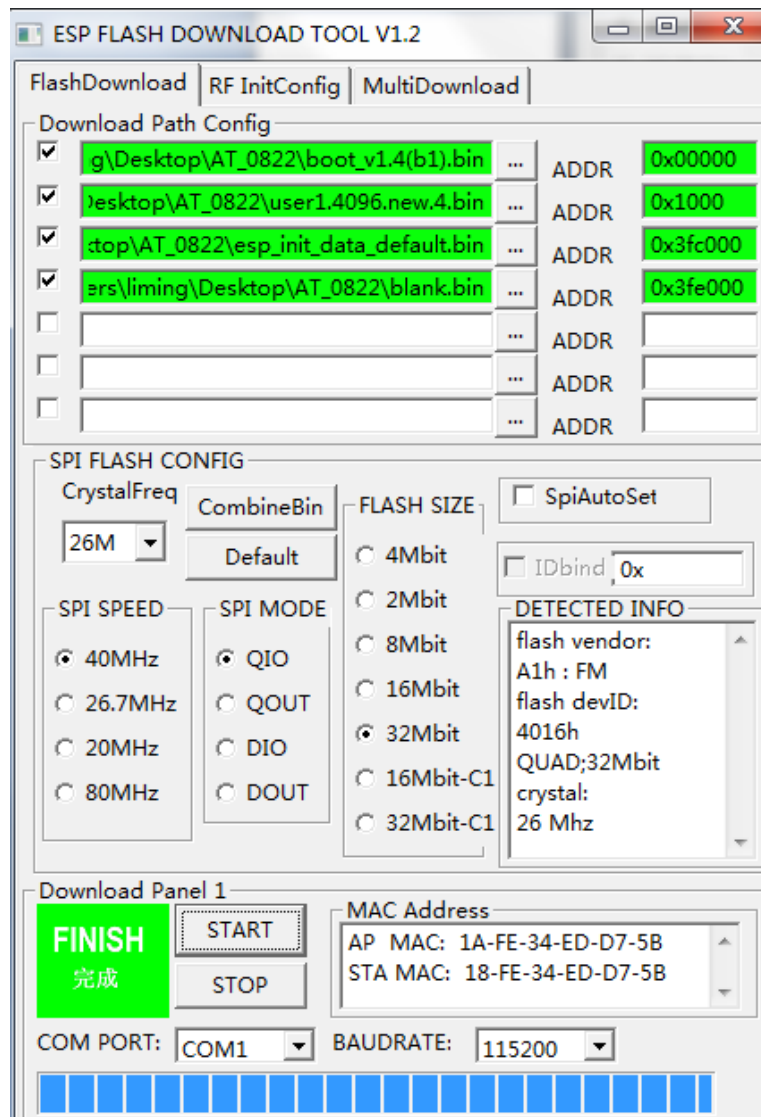 ESP FLASH DOWNLOAD TOOL V1.2
FlashDownload RF InitConfig MultiDownload
Download Path Config
g\Desktop\AT_0822\boot_v1.4(b1).bin ... ADDR 0x00000
Desktop\AT_0822\user1.4096.new.4.bin ... ADDR 0x1000
ktop\AT_0822\esp_init_data_default.bin ... ADDR 0x3fc000
ers\liming\Desktop\AT_0822\blank.bin ... ADDR 0x3fe000
... ADDR
... ADDR
... ADDR
SPI FLASH CONFIG
CrystalFreq
26M
CombineBin
Default
SPI SPEED
40MHz
26.7MHz
20MHz
80MHz
SPI MODE
QIO
QOUT
DIO
DOUT
FLASH SIZE
4Mbit
2Mbit
8Mbit
16Mbit
32Mbit
16Mbit-C1
32Mbit-C1
SpiAutoSet
IDbind 0x
DETECTED INFO
flash vendor:
A1h : FM
flash devID:
4016h
QUAD;32Mbit
crystal:
26 Mhz
Download Panel 1
FINISH
完成
START
STOP
MAC Address
AP MAC: 1A-FE-34-ED-D7-5B
STA MAC: 18-FE-34-ED-D7-5B
COM PORT: COM1 BAUDRATE: 115200